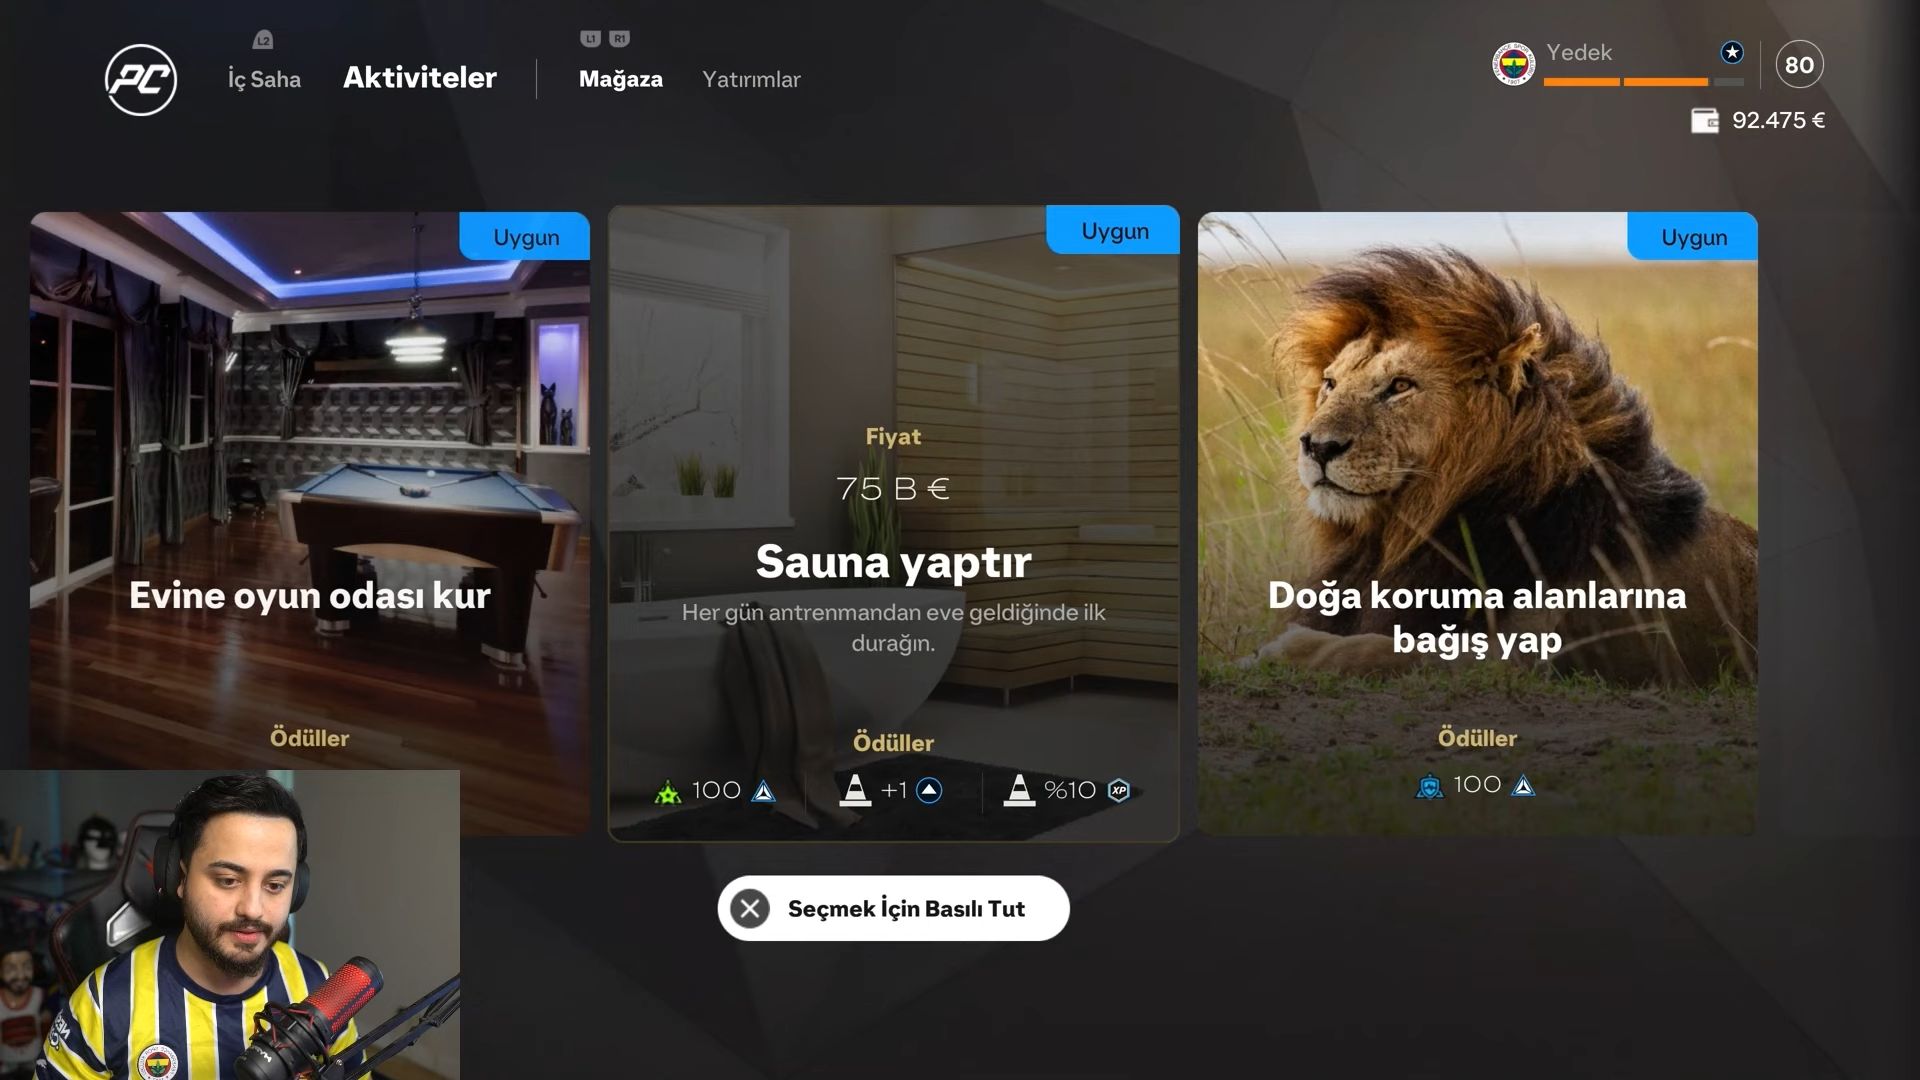 PC
L2
İç Saha
Aktiviteler
L1 R1
Mağaza
Yatırımlar
Yedek
80
92.475 €
Uygun
Evine oyun odası kur
Ödüller
Uygun
Fiyat
75 B €
Sauna yaptır
Her gün antrenmandan eve geldiğinde ilk
durağın.
Ödüller
100
+1
%10 XP
Seçmek İçin Basılı Tut
Uygun
Doğa koruma alanlarına
bağış yap
Ödüller
100